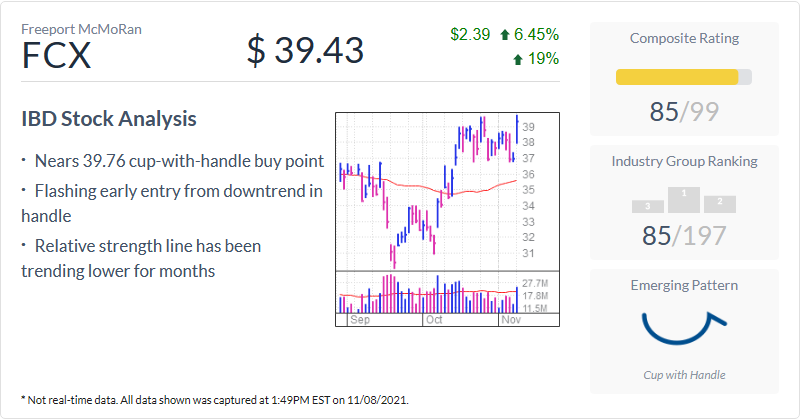 Freeport McMoRan
FCX
$ 39.43
$2.39 6.45%
19%
IBD Stock Analysis
· Nears 39.76 cup-with-handle buy point
· Flashing early entry from downtrend in
handle
· Relative strength line has been
trending lower for months
39
38
37
36
35
34
33
32
31
27.7M
17.8M
11.5M
Sep Oct Nov
Composite Rating
85/99
Industry Group Ranking
3 1 2
85/197
Emerging Pattern
Cup with Handle
* Not real-time data. All data shown was captured at 1:49PM EST on 11/08/2021.